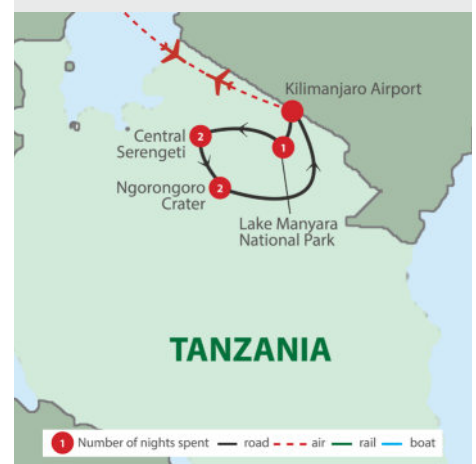 Kilimanjaro Airport
Central
Serengeti
2
1
Ngorongoro
Crater
2
Lake Manyara
National Park
TANZANIA
1 Number of nights spent road air rail boat